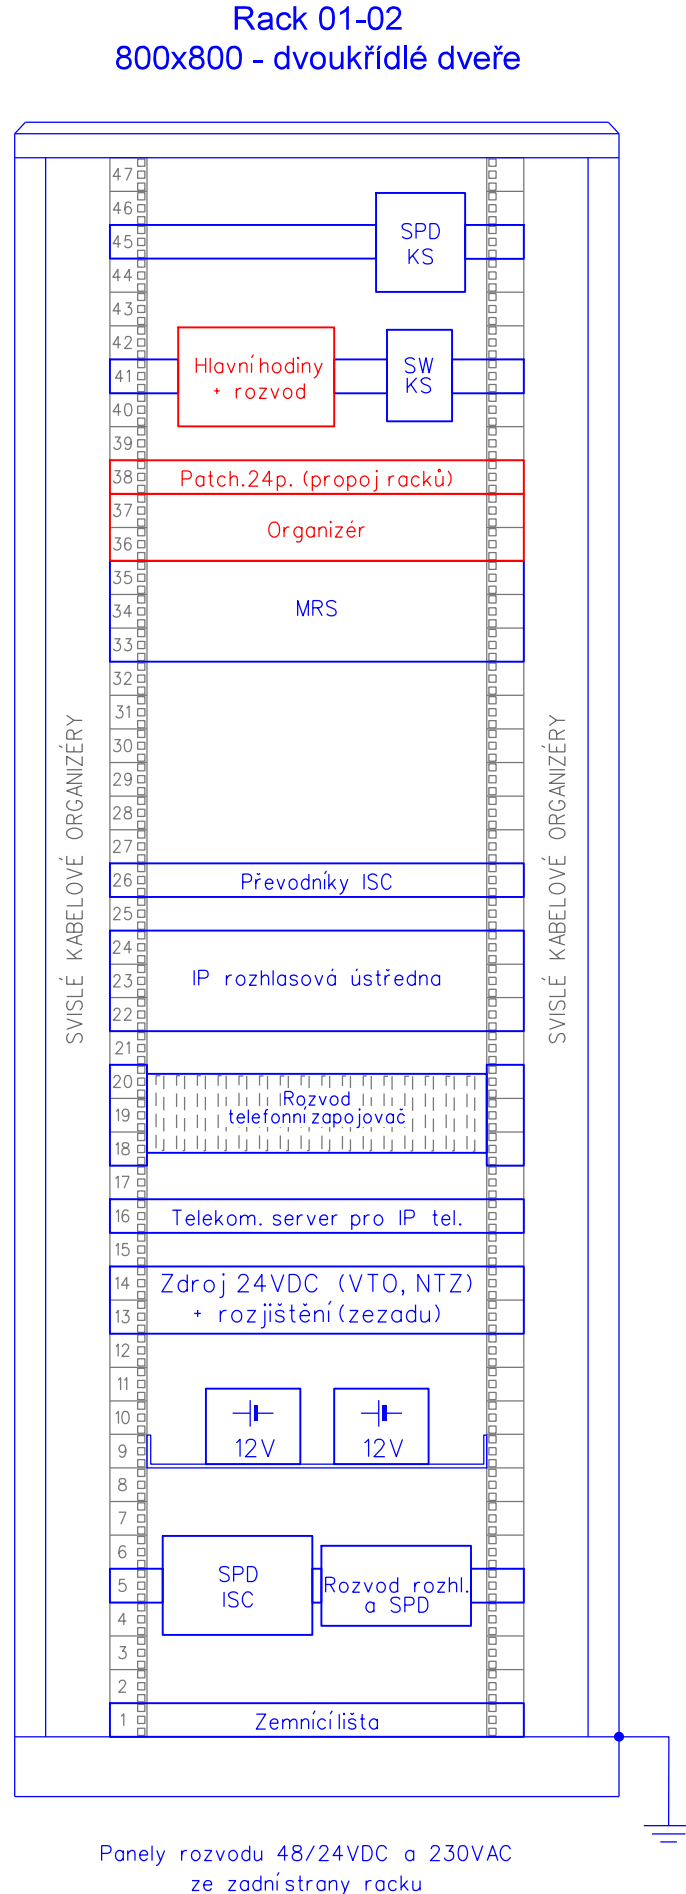 Rack 01-02
800x800 - dvoukřídlé dveře
47
46
SPD
45
KS
44
43
42
Hlavní hodiny
SW
41
KS
+ rozvod
40
39
38
Patch.24p. (propoj racků)
37
Organizér
36
35
34
MRS
33
32
31
30
29
28
27
SVISLÉ KABELOVÉ ORGANIZÉRY
SVISLÉ KABELOVÉ ORGANIZÉRY
26
Převodníky ISC
25
24
23
IP rozhlasová ústředna
22
21
20
Rozvod
19
telefonní zapojovač
18
17
16
Telekom. server pro IP tel.
15
14
Zdroj 24VDC (VTO, NTZ)
13
+ rozjištění (zezadu)
12
11
10
9
12V
12V
8
7
6
SPD
5
ISC
Rozvod rozhl.
a SPD
4
3
2
1
Zemnící lišta
Panely rozvodu 48/24VDC a 230VAC
ze zadní strany racku